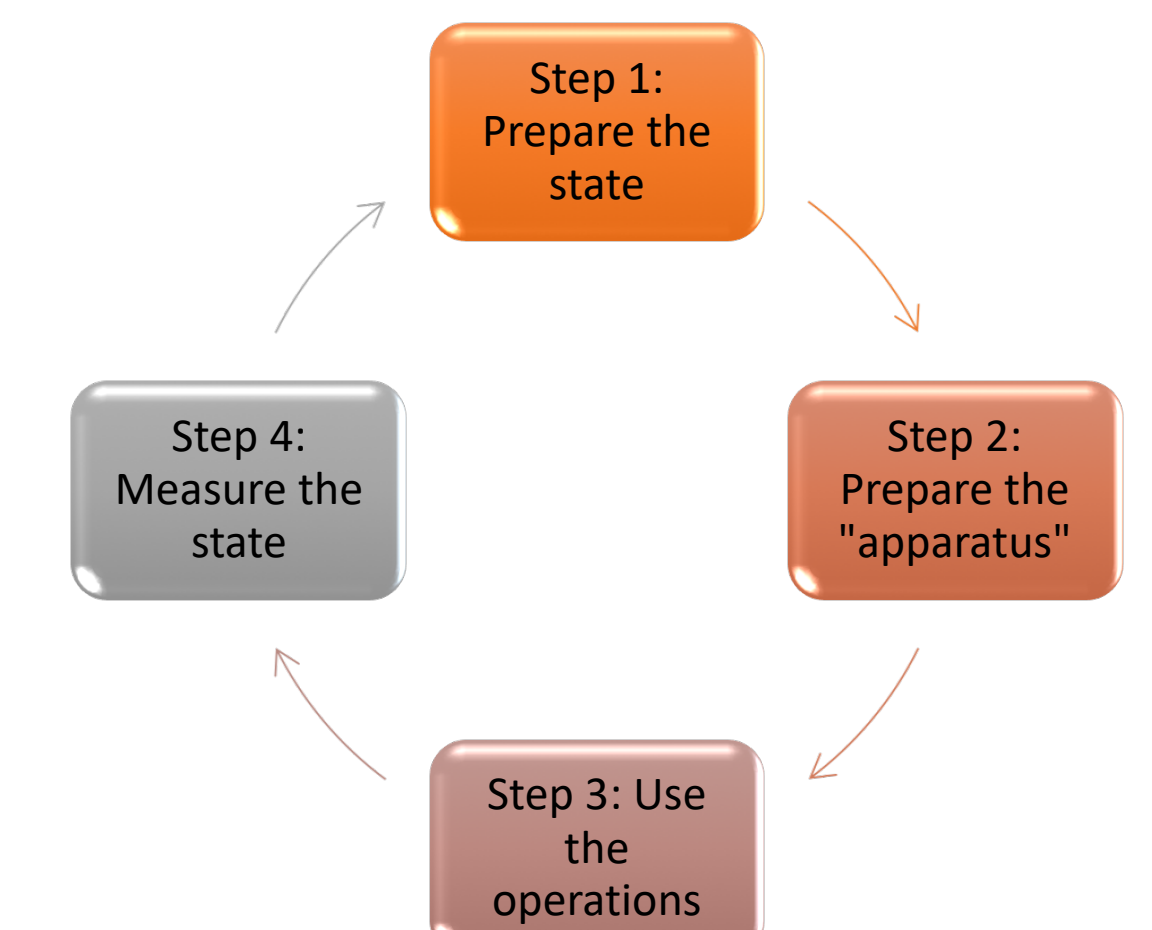 Step 1:
Prepare the
state
Step 2:
Prepare the
"apparatus"
Step 3: Use
the
operations
Step 4:
Measure the
state